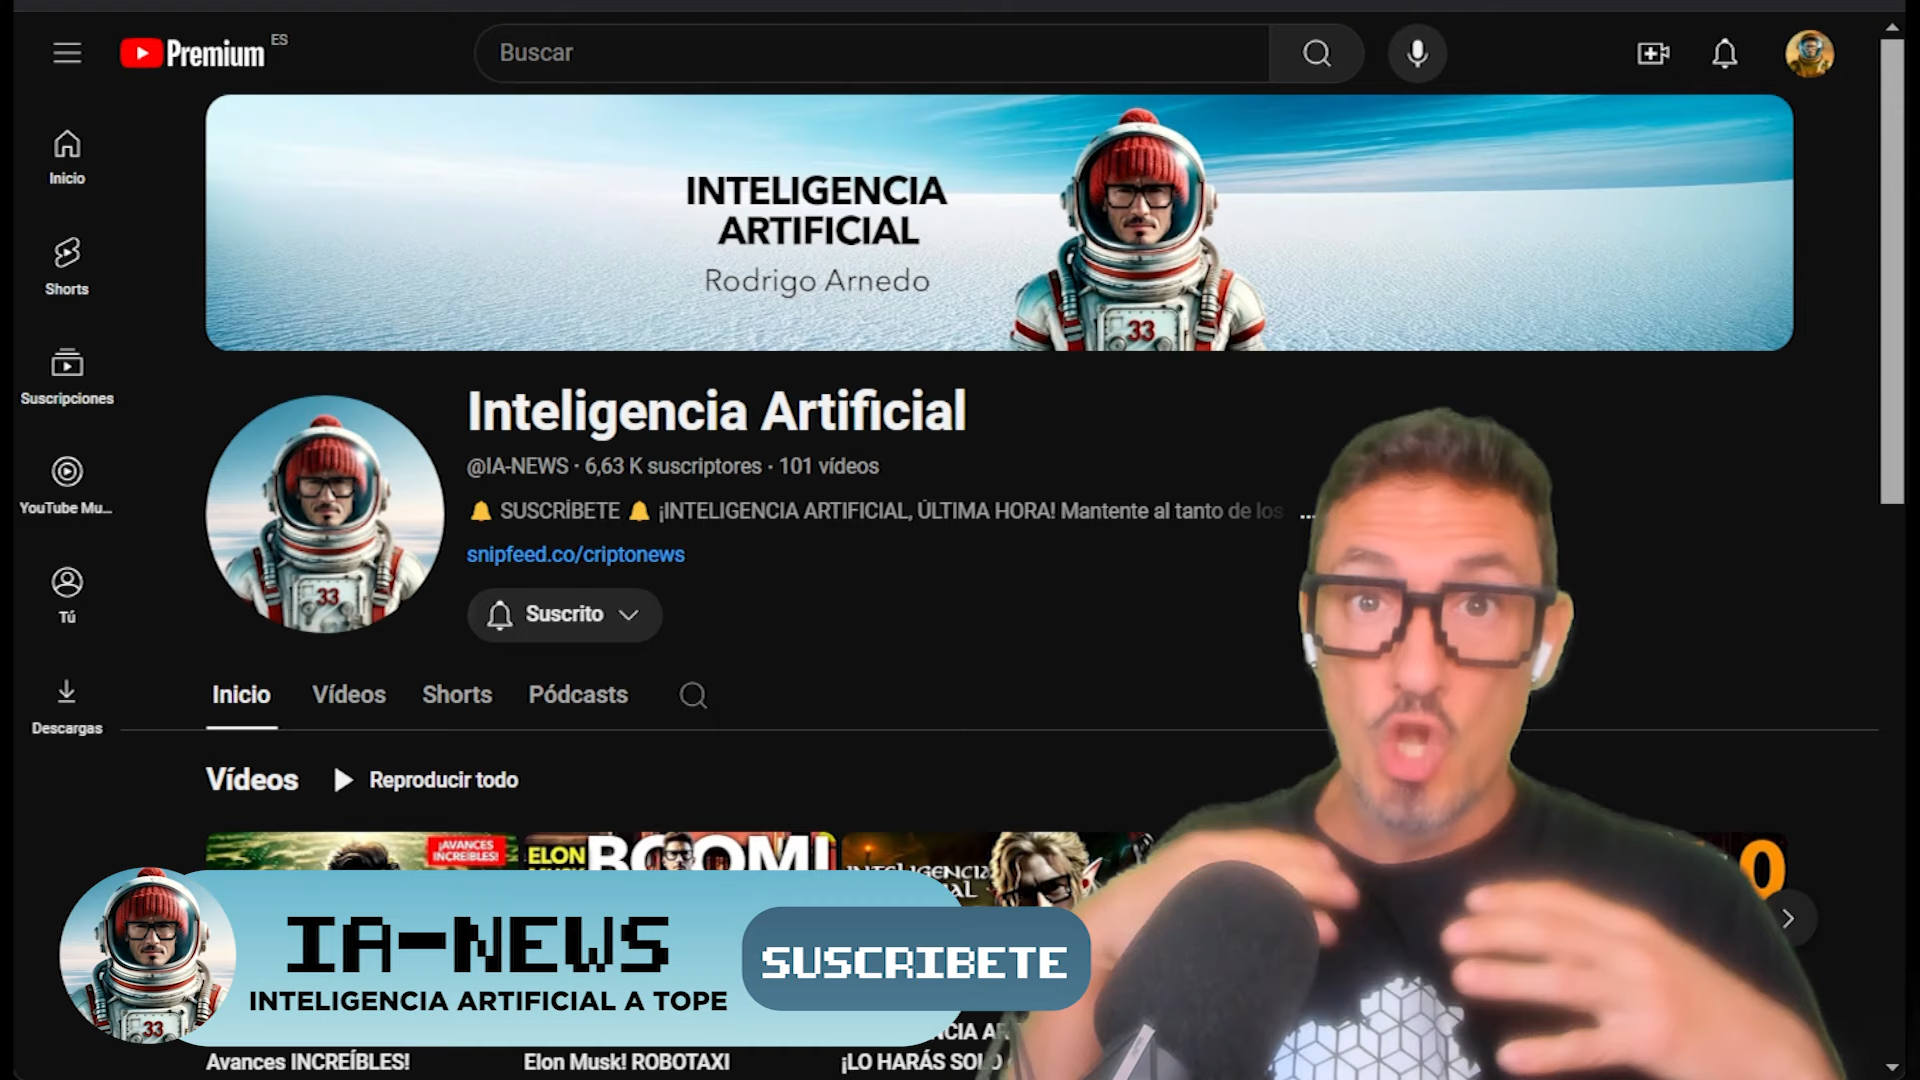 Premium ES
Buscar
Inicio
Shorts
Suscripciones
YouTube Mu...
Tú
Descargas
INTELIGENCIA
ARTIFICIAL
Rodrigo Arnedo
33
Inteligencia Artificial
@IA-NEWS · 6,63 K suscriptores · 101 vídeos
🔔 SUSCRÍBETE 🔔 ¡INTELIGENCIA ARTIFICIAL, ÚLTIMA HORA! Mantente al tanto de los ...
snipfeed.co/criptonews
33
Suscrito
Inicio Vídeos Shorts Pódcasts
Vídeos Reproducir todo
¡AVANCES
INCREÍBLES!
ELON
BOOM!
IA-NEWS
INTELIGENCIA ARTIFICIAL A TOPE
33
SUSCRIBETE
Avances INCREÍBLES!
Elon Musk! ROBOTAXI
¡LO HARÁS SOLO